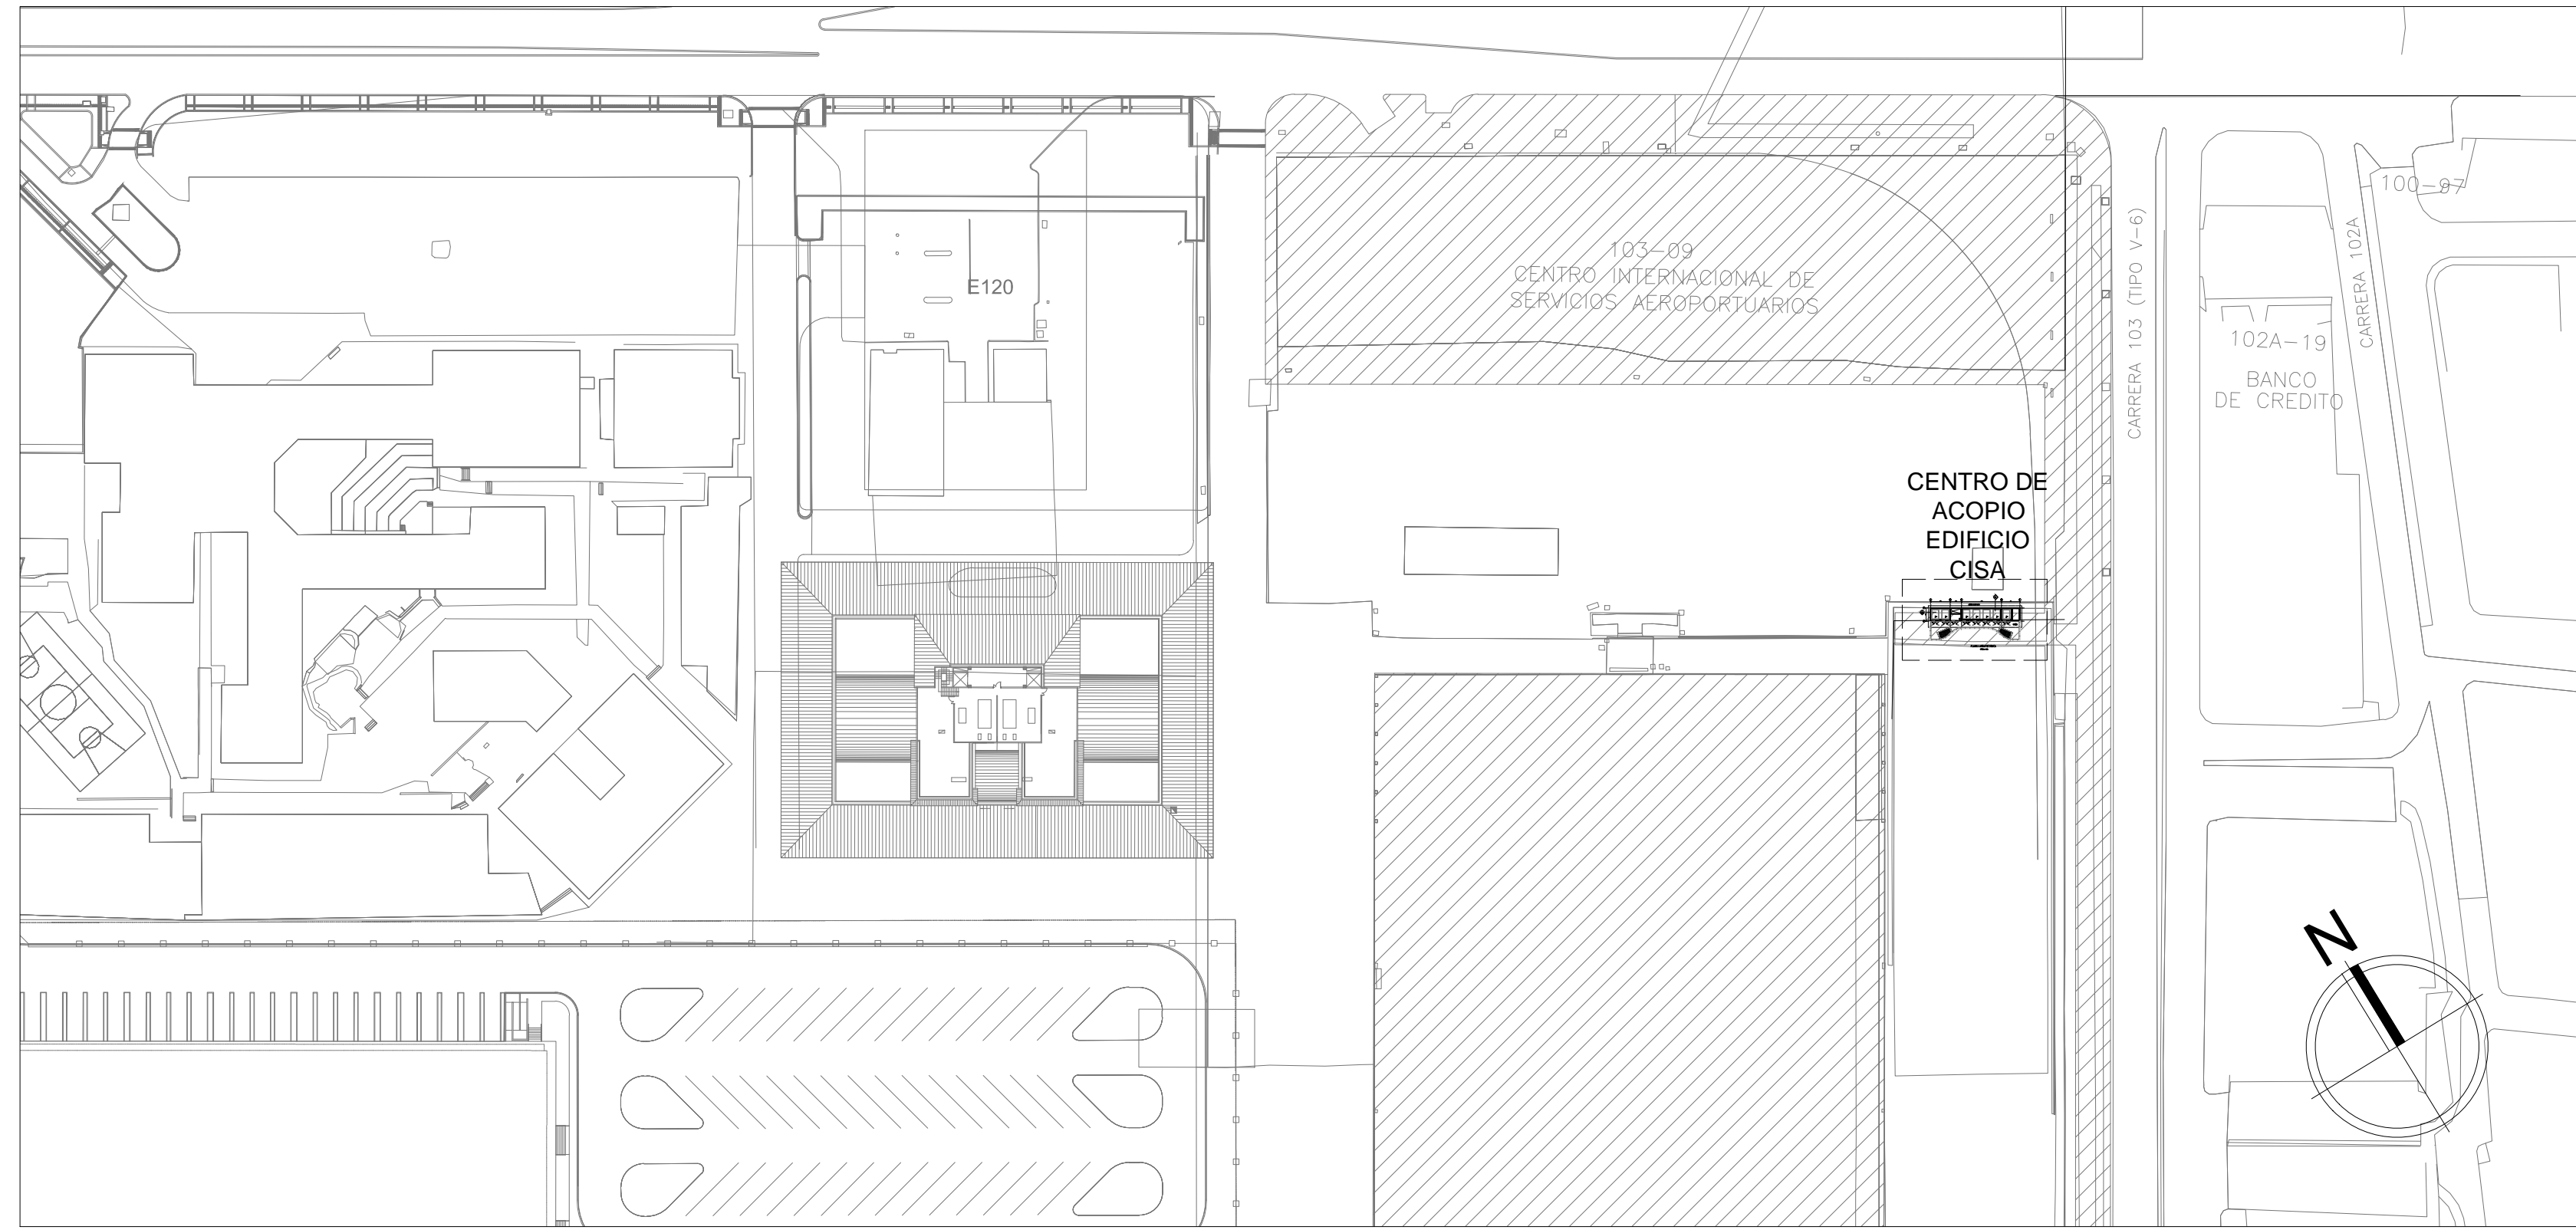 100-97
CARRERA 102A
CARRERA 103 (TIPO V-6)
103-09
CENTRO INTERNACIONAL DE
SERVICIOS AEROPORTUARIOS
E120
102A-19
BANCO
DE CREDITO
CENTRO DE
ACOPIO
EDIFICIO
CISA
N